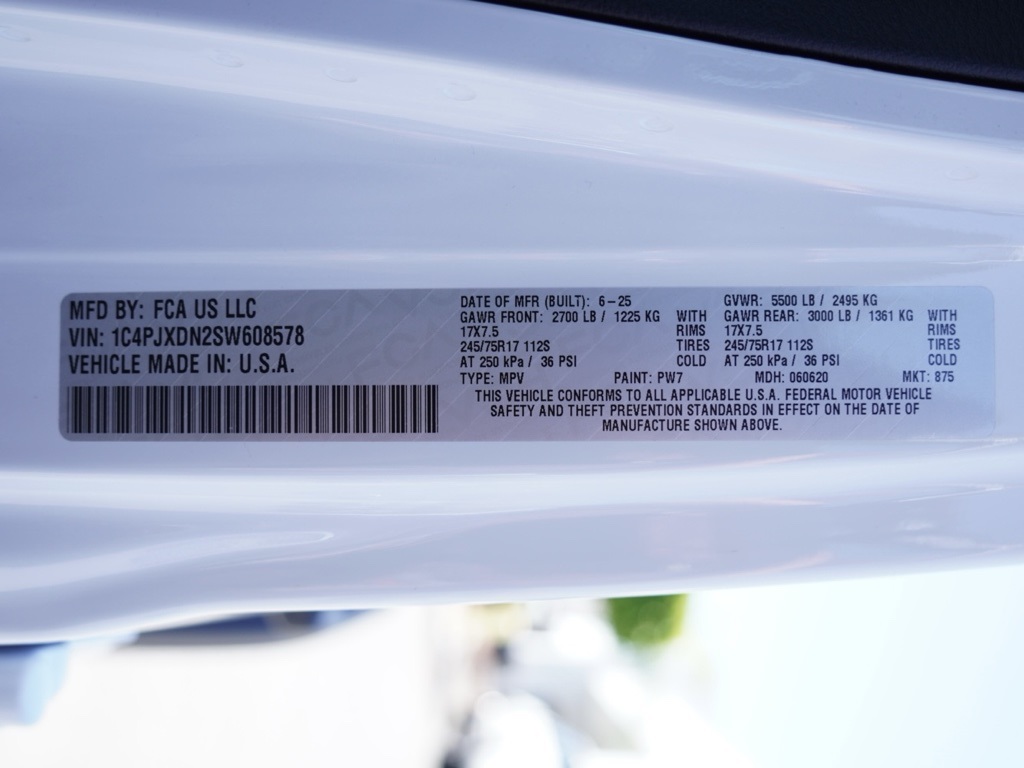 MFD BY: FCA US LLC
VIN: 1C4PJXDN2SW608578
VEHICLE MADE IN: U.S.A.
DATE OF MFR (BUILT): 6-25 GVWR: 5500 LB / 2495 KG
GAWR FRONT: 2700 LB / 1225 KG WITH GAWR REAR: 3000 LB / 1361 KG WITH
17X7.5 RIMS 17X7.5 RIMS
245/75R17 112S TIRES 245/75R17 112S TIRES
AT 250 kPa / 36 PSI COLD AT 250 kPa / 36 PSI COLD
TYPE: MPV PAINT: PW7 MDH: 060620 MKT: 875
THIS VEHICLE CONFORMS TO ALL APPLICABLE U.S.A. FEDERAL MOTOR VEHICLE
SAFETY AND THEFT PREVENTION STANDARDS IN EFFECT ON THE DATE OF
MANUFACTURE SHOWN ABOVE.